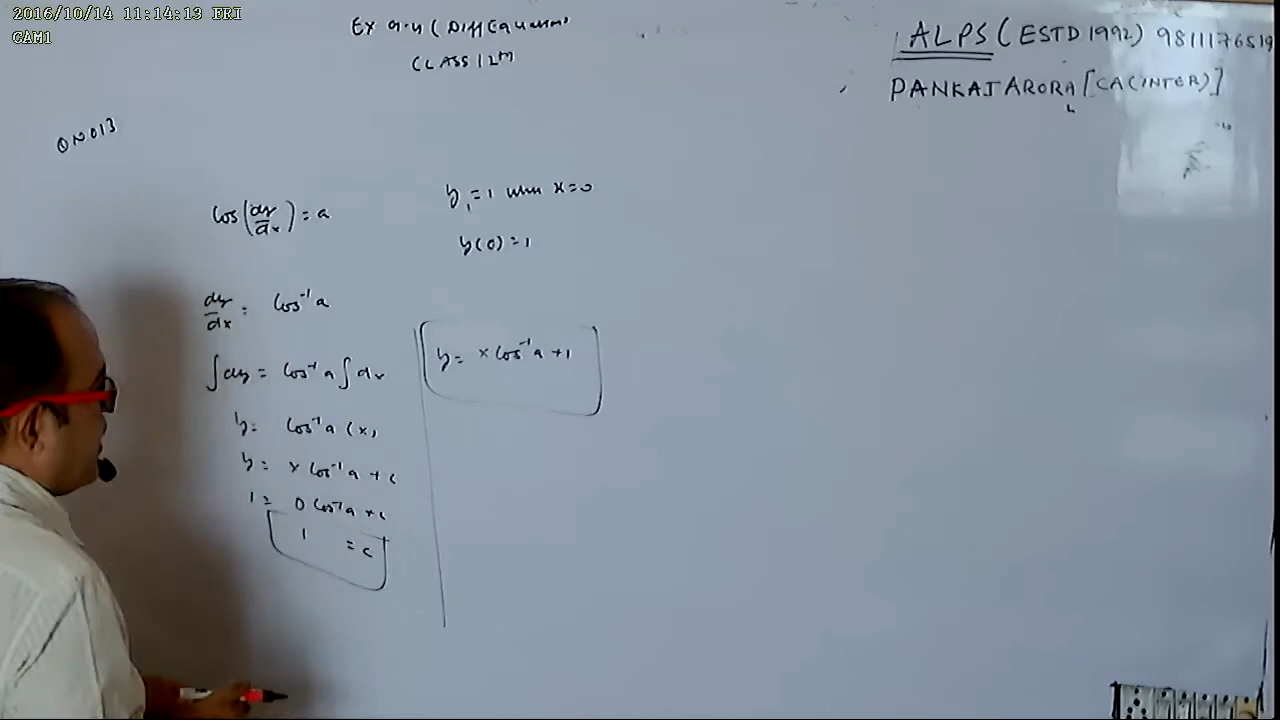 2016/10/14 11:14:13 FRI
CAM1
Ex 9.4 ( Diff Equations
CLASS 12th
ALPS (ESTD 1992) 9811176519
PANKAJ ARORA [CA(INTER)]
QNO13
cos(dy/dx) = a
y = 1 when x=0
y(0) = 1
dy/dx = cos⁻¹a
∫dy = cos⁻¹a ∫dx
y = cos⁻¹a (x)
y = x cos⁻¹a + c
1 = 0 cos⁻¹a + c
1 = c
y = x cos⁻¹a + 1